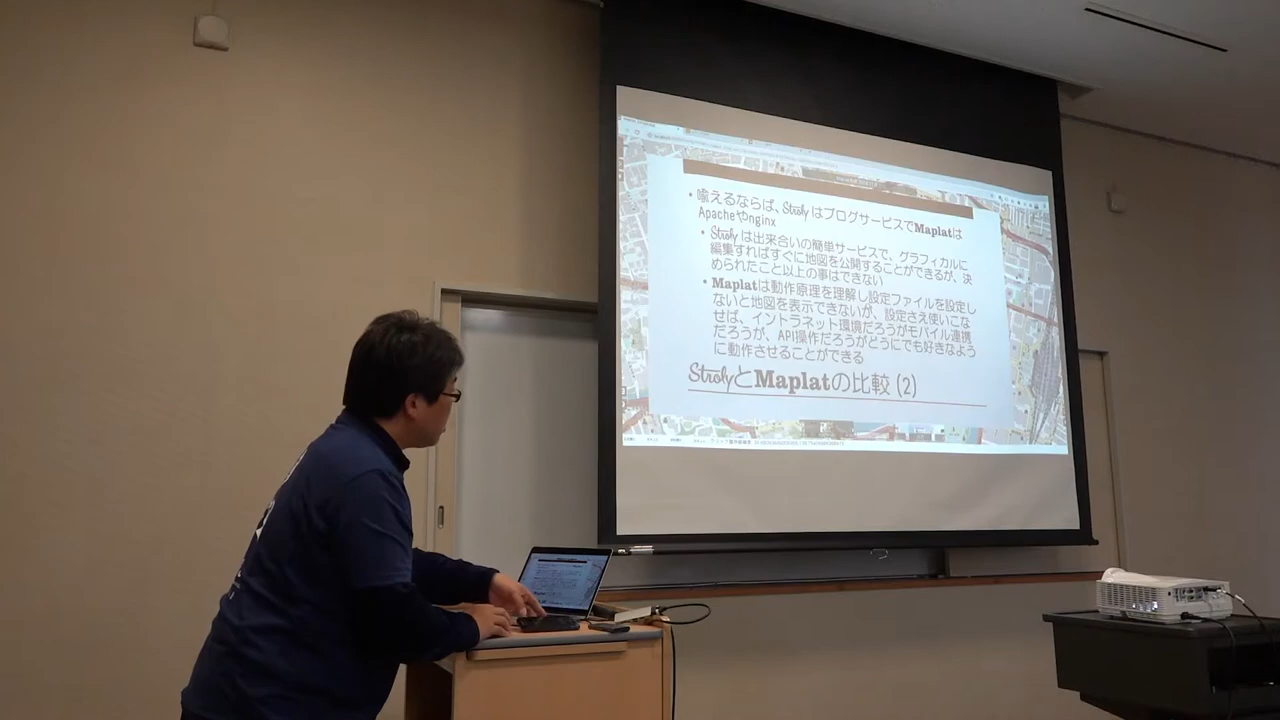 • 喩えるならば、Stroly はブログサービスでMaplatは
ApacheやNginx
• Stroly は出来合いの簡単サービスで、グラフィカルに
編集すればすぐに地図を公開することができるが、決
められたこと以上の事はできない
• Maplatは動作原理を理解し設定ファイルを設定し
ないと地図を表示できないが、設定さえ使いこな
せば、イントラネット環境だろうがモバイル連携
だろうが、API操作だろうがどうにでも好きなよう
に動作させることができる
StrolyとMaplatの比較 (2)